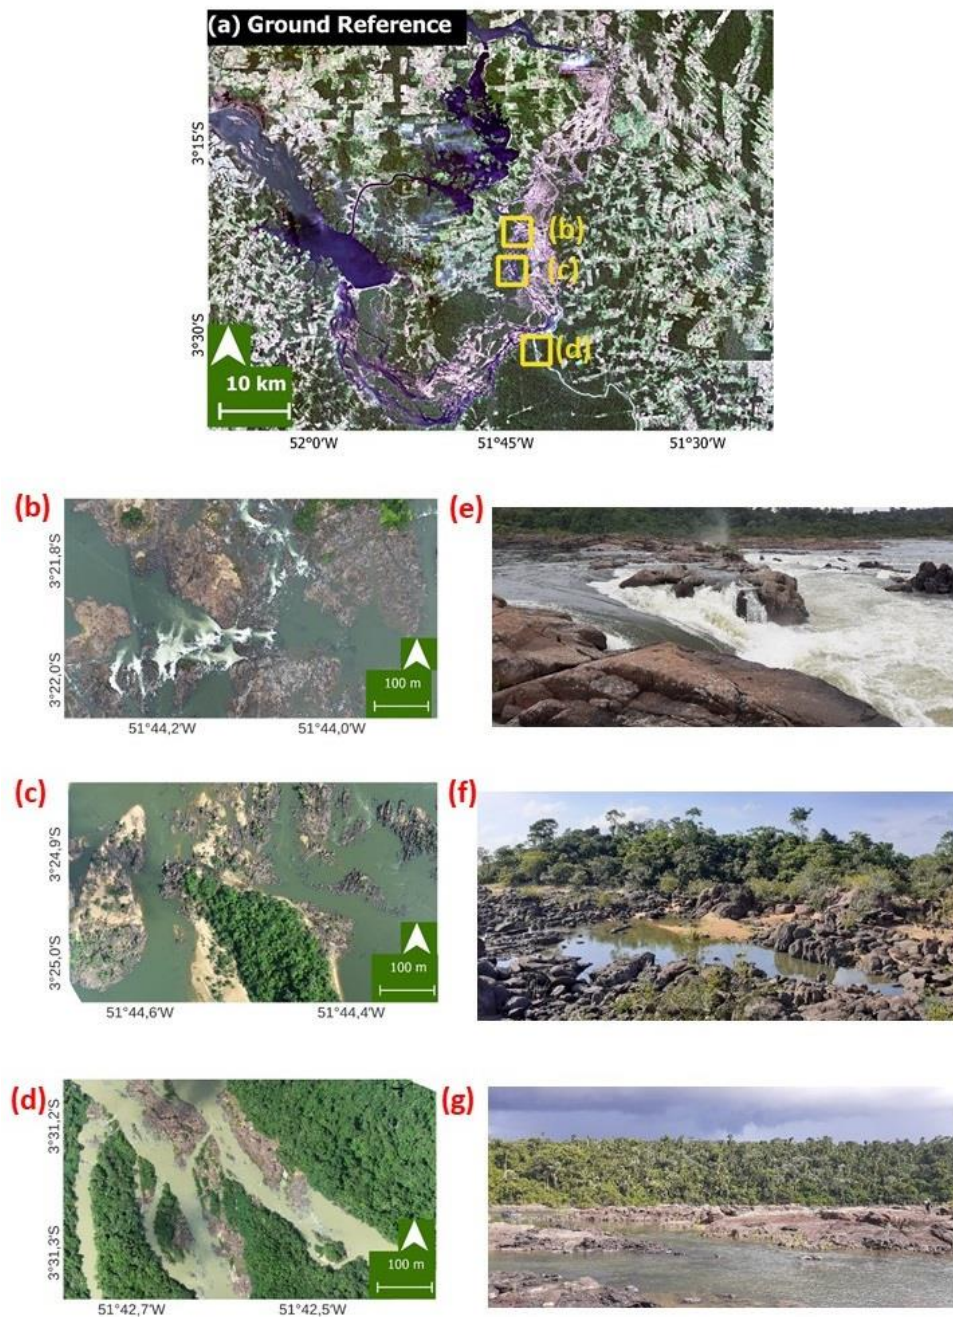 (a) Ground Reference
3°15'S
(b)
(c)
3°30'S
(d)
10 km
52°0'W
51°45'W
51°30'W
(b)
(e)
3°21,8'S
3°22,0'S
100 m
51°44,2'W
51°44,0'W
(c)
(f)
3°24,9'S
3°25,0'S
100 m
51°44,6'W
51°44,4'W
(d)
(g)
3°31,2'S
3°31,3'S
100 m
51°42,7'W
51°42,5'W